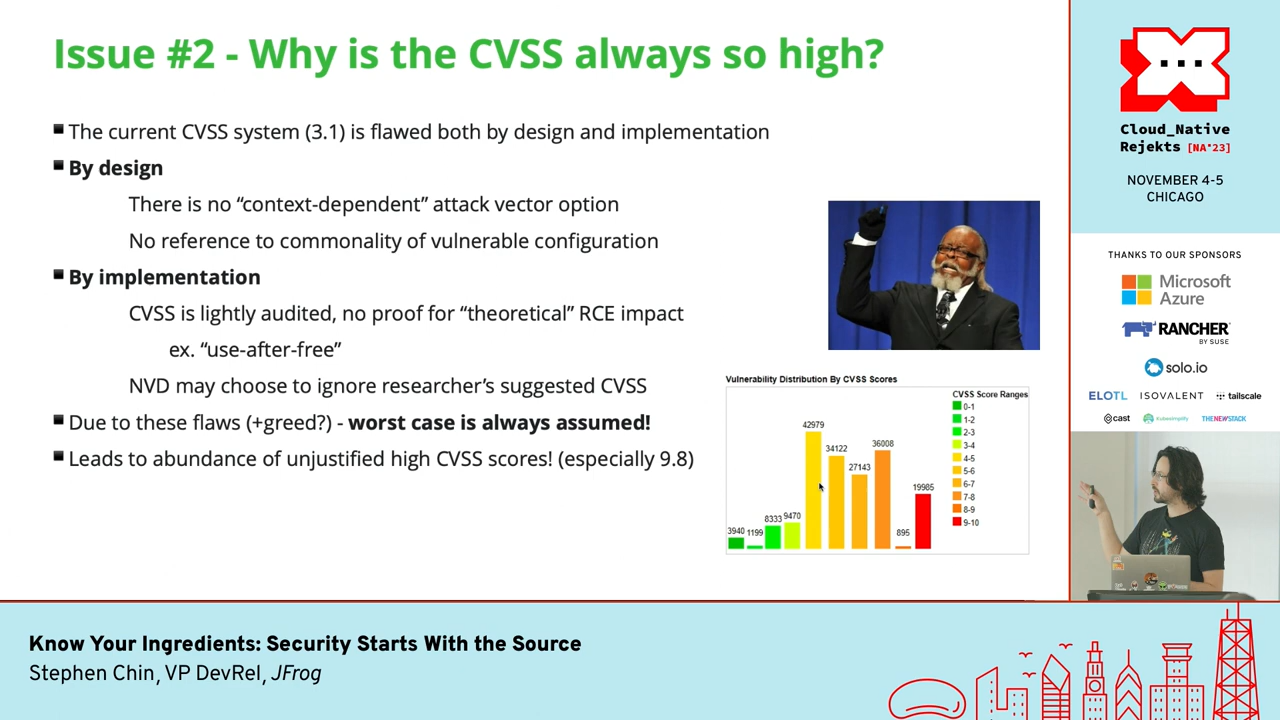 Issue #2 - Why is the CVSS always so high?
The current CVSS system (3.1) is flawed both by design and implementation
By design
There is no “context-dependent” attack vector option
No reference to commonality of vulnerable configuration
By implementation
CVSS is lightly audited, no proof for “theoretical” RCE impact
ex. “use-after-free”
NVD may choose to ignore researcher’s suggested CVSS
Due to these flaws (+greed?) - worst case is always assumed!
Leads to abundance of unjustified high CVSS scores! (especially 9.8)
Vulnerability Distribution By CVSS Scores
CVSS Score Ranges
0-1
1-2
2-3
3-4
4-5
5-6
6-7
7-8
8-9
9-10
3940
1199
8333
9470
42979
34122
27143
36008
895
19985
Cloud_Native
Rejekts [NA'23]
NOVEMBER 4-5
CHICAGO
THANKS TO OUR SPONSORS
Microsoft
Azure
RANCHER
BY SUSE
solo.io
ELOTL ISOVALENT tailscale
cast Kubesimplify THENEWSTACK
Know Your Ingredients: Security Starts With the Source
Stephen Chin, VP DevRel, JFrog